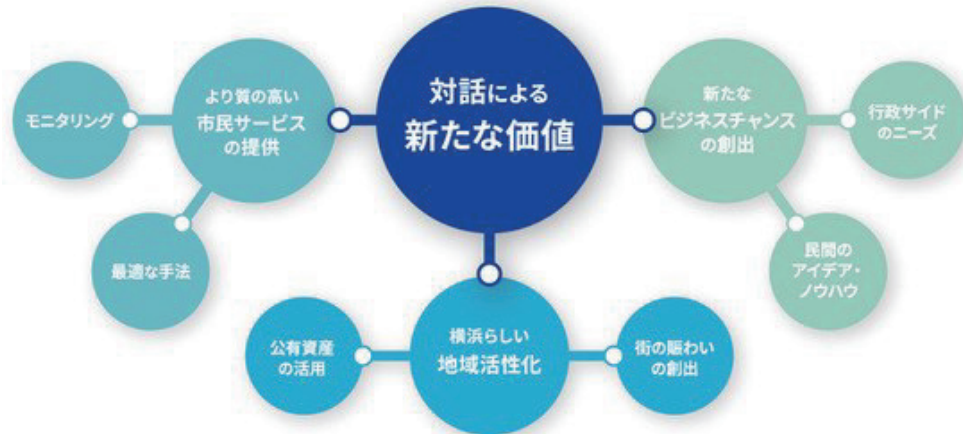 対話による
新たな価値
より質の高い
市民サービス
の提供
モニタリング
最適な手法
新たな
ビジネスチャンス
の創出
行政サイド
のニーズ
民間の
アイデア・
ノウハウ
横浜らしい
地域活性化
公有資産
の活用
街の賑わい
の創出